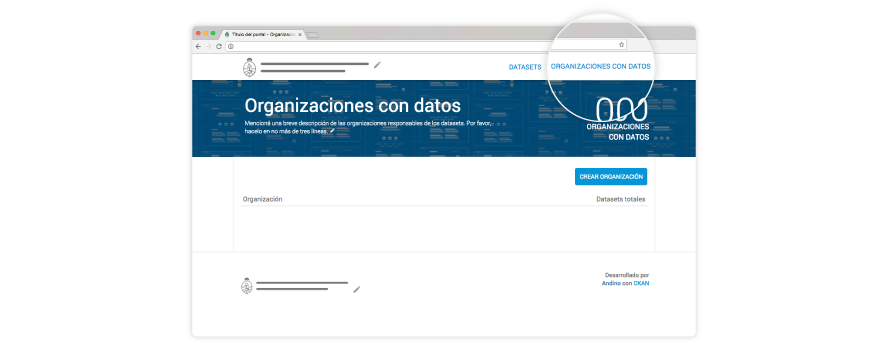 Título del portal - Organizacion
DATASETS
ORGANIZACIONES CON DATOS
Organizaciones con datos
Mencioná una breve descripción de las organizaciones responsables de los datasets. Por favor,
hacelo en no más de tres líneas.
ORGANIZACIONES
CON DATOS
CREAR ORGANIZACIÓN
Organización
Datasets totales
Desarrollado por
Andino con CKAN